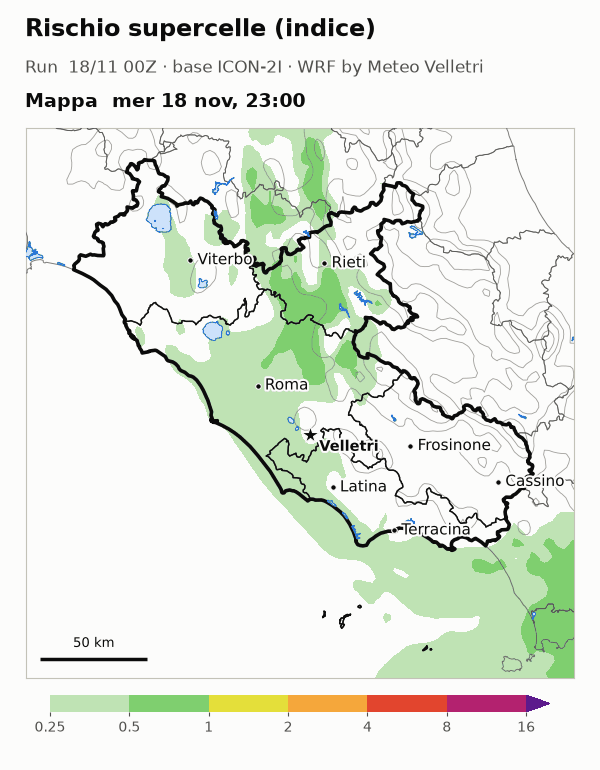 Rischio supercelle (indice)
Run  18/11 00Z · base ICON-2I · WRF by Meteo Velletri
Mappa  mer 18 nov, 23:00
Viterbo
Rieti
Roma
Velletri
Frosinone
Cassino
Latina
Terracina
50 km
0.25 0.5 1 2 4 8 16